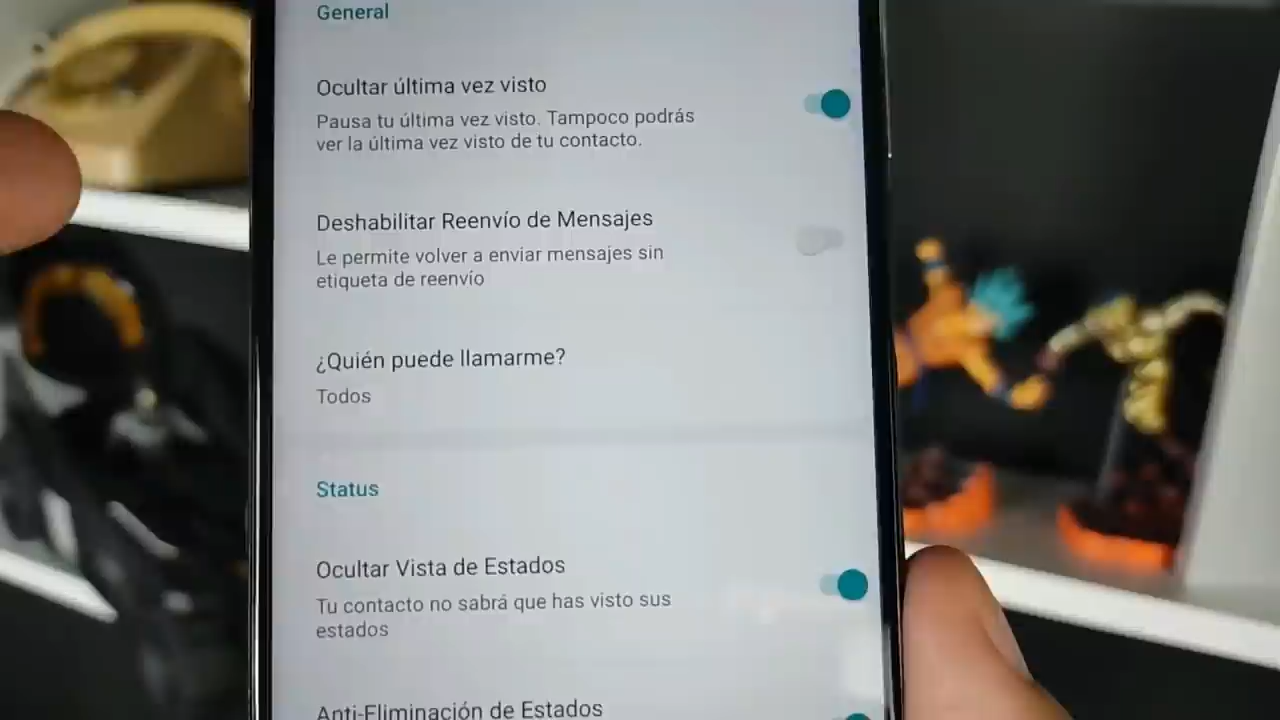 General
Ocultar última vez visto
Pausa tu última vez visto. Tampoco podrás
ver la última vez visto de tu contacto.
Deshabilitar Reenvío de Mensajes
Le permite volver a enviar mensajes sin
etiqueta de reenvío
¿Quién puede llamarme?
Todos
Status
Ocultar Vista de Estados
Tu contacto no sabrá que has visto sus
estados
Anti-Eliminación de Estados